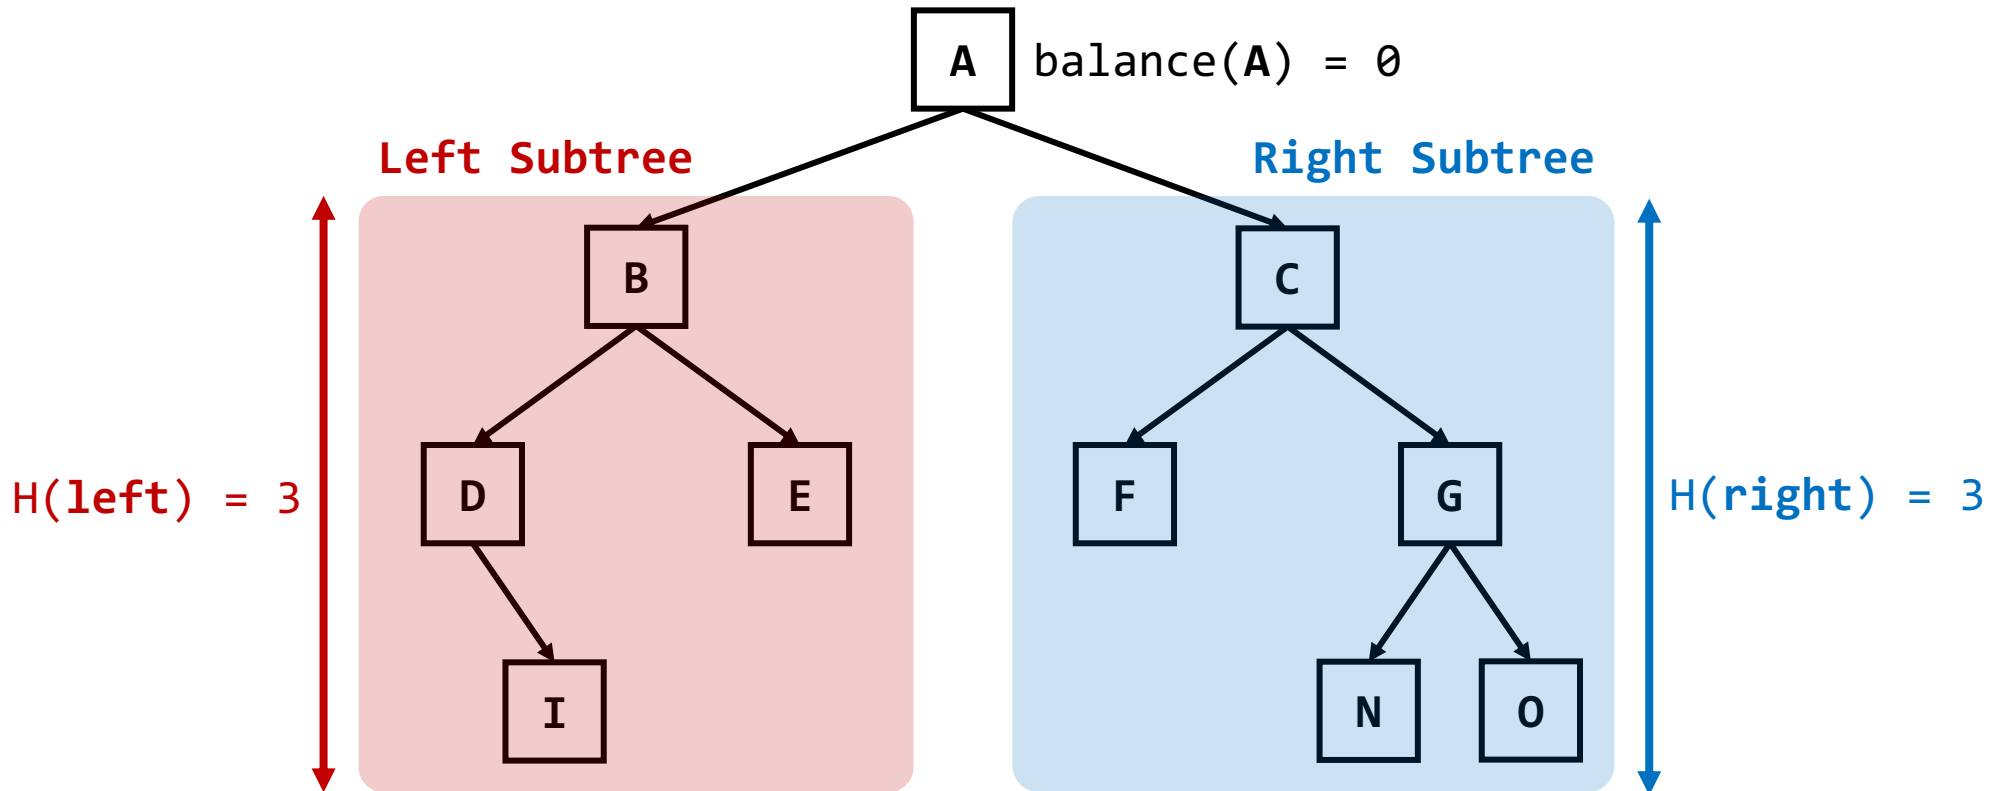 A balance(A) = 0
Left Subtree Right Subtree
B C
H(left) = 3 D E F G H(right) = 3
I N O